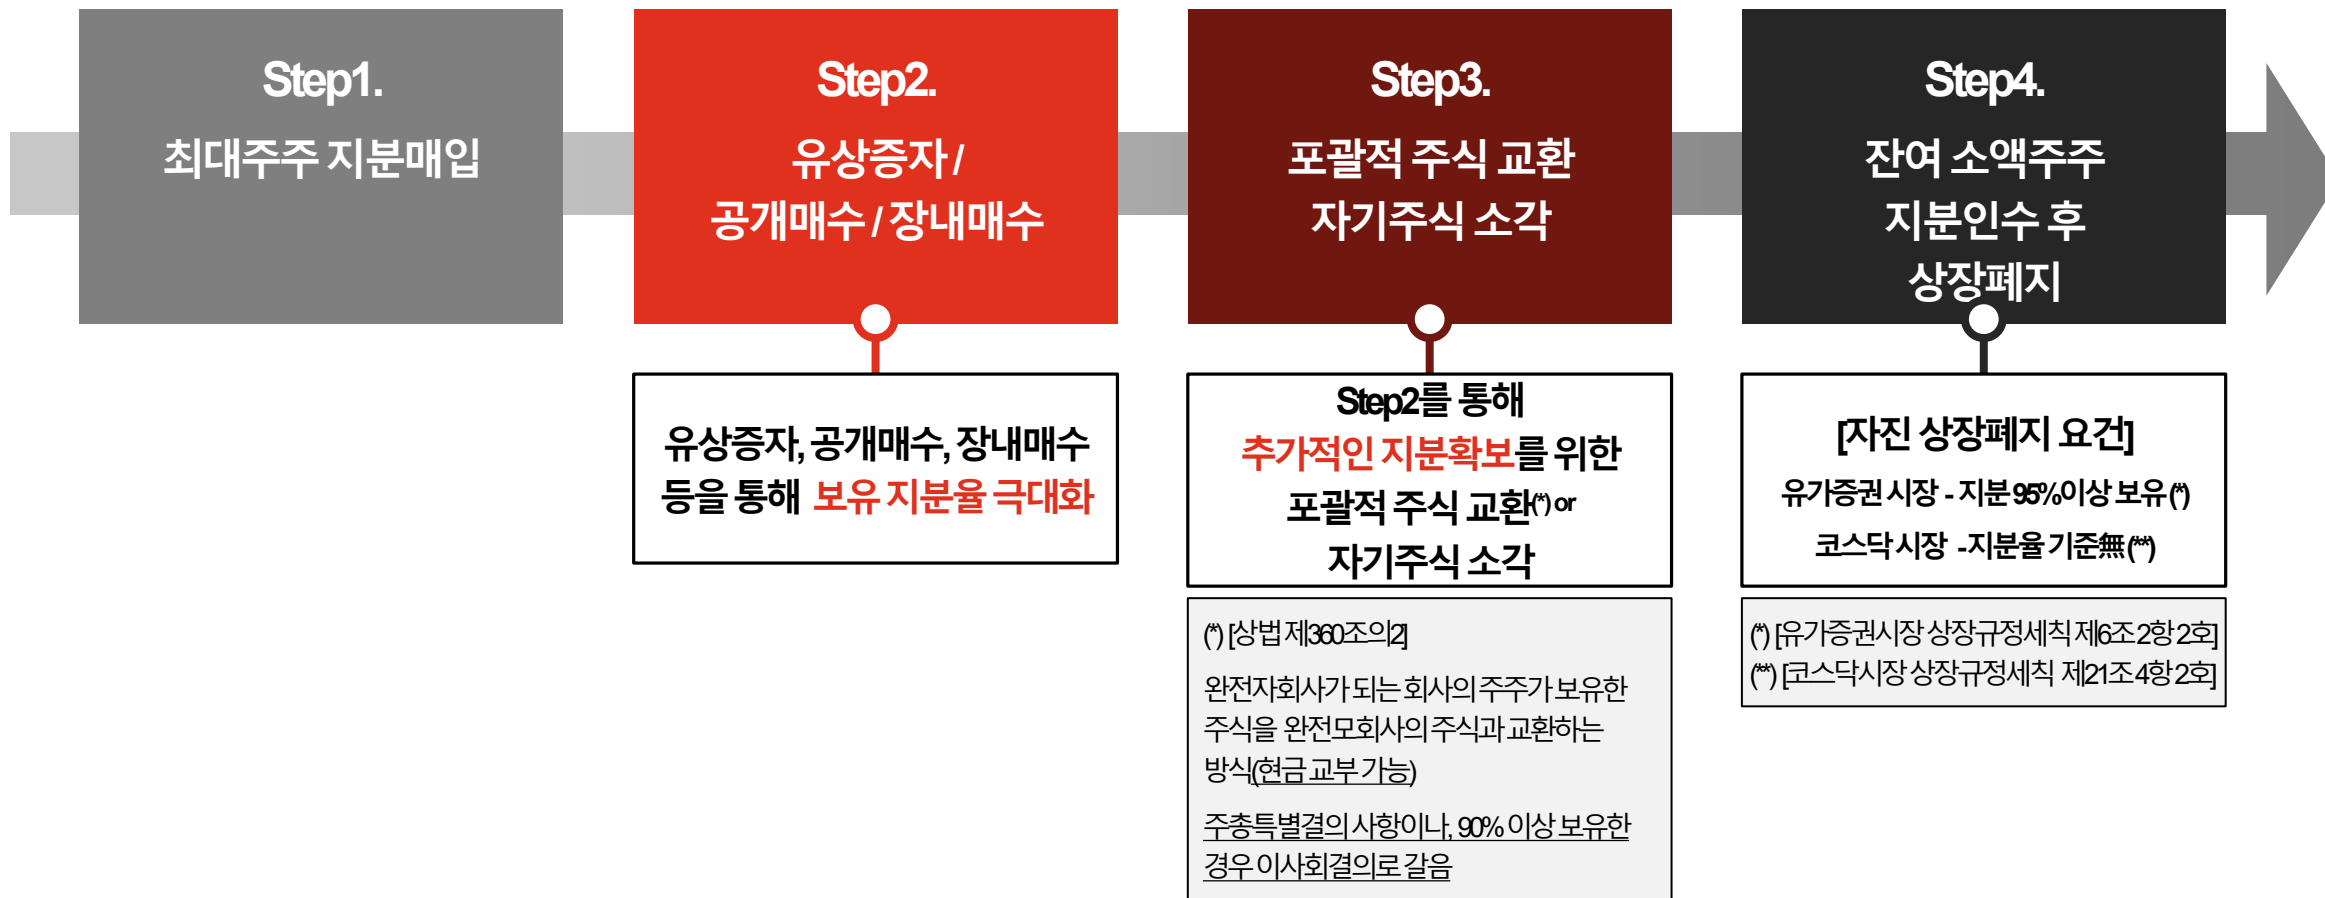 Step1.
최대주주 지분매입
Step2.
유상증자 /
공개매수 / 장내매수
Step3.
포괄적 주식 교환
자기주식 소각
Step4.
잔여 소액주주
지분인수 후
상장폐지
유상증자, 공개매수, 장내매수
등을 통해 보유 지분율 극대화
Step2를 통해
추가적인 지분확보를 위한
포괄적 주식 교환(*) or
자기주식 소각
[자진 상장폐지 요건]
유가증권 시장 - 지분 95%이상 보유 (*)
코스닥 시장 -지분율 기준無 (**)
(*) [상법 제360조의2]
완전자회사가 되는 회사의 주주가 보유한
주식을 완전모회사의 주식과 교환하는
방식(현금 교부 가능)
주총특별결의 사항이나, 90% 이상 보유한
경우 이사회결의로 갈음
(*) [유가증권시장 상장규정세칙 제6조 2항 2호]
(**) [코스닥시장 상장규정세칙 제21조 4항 2호]